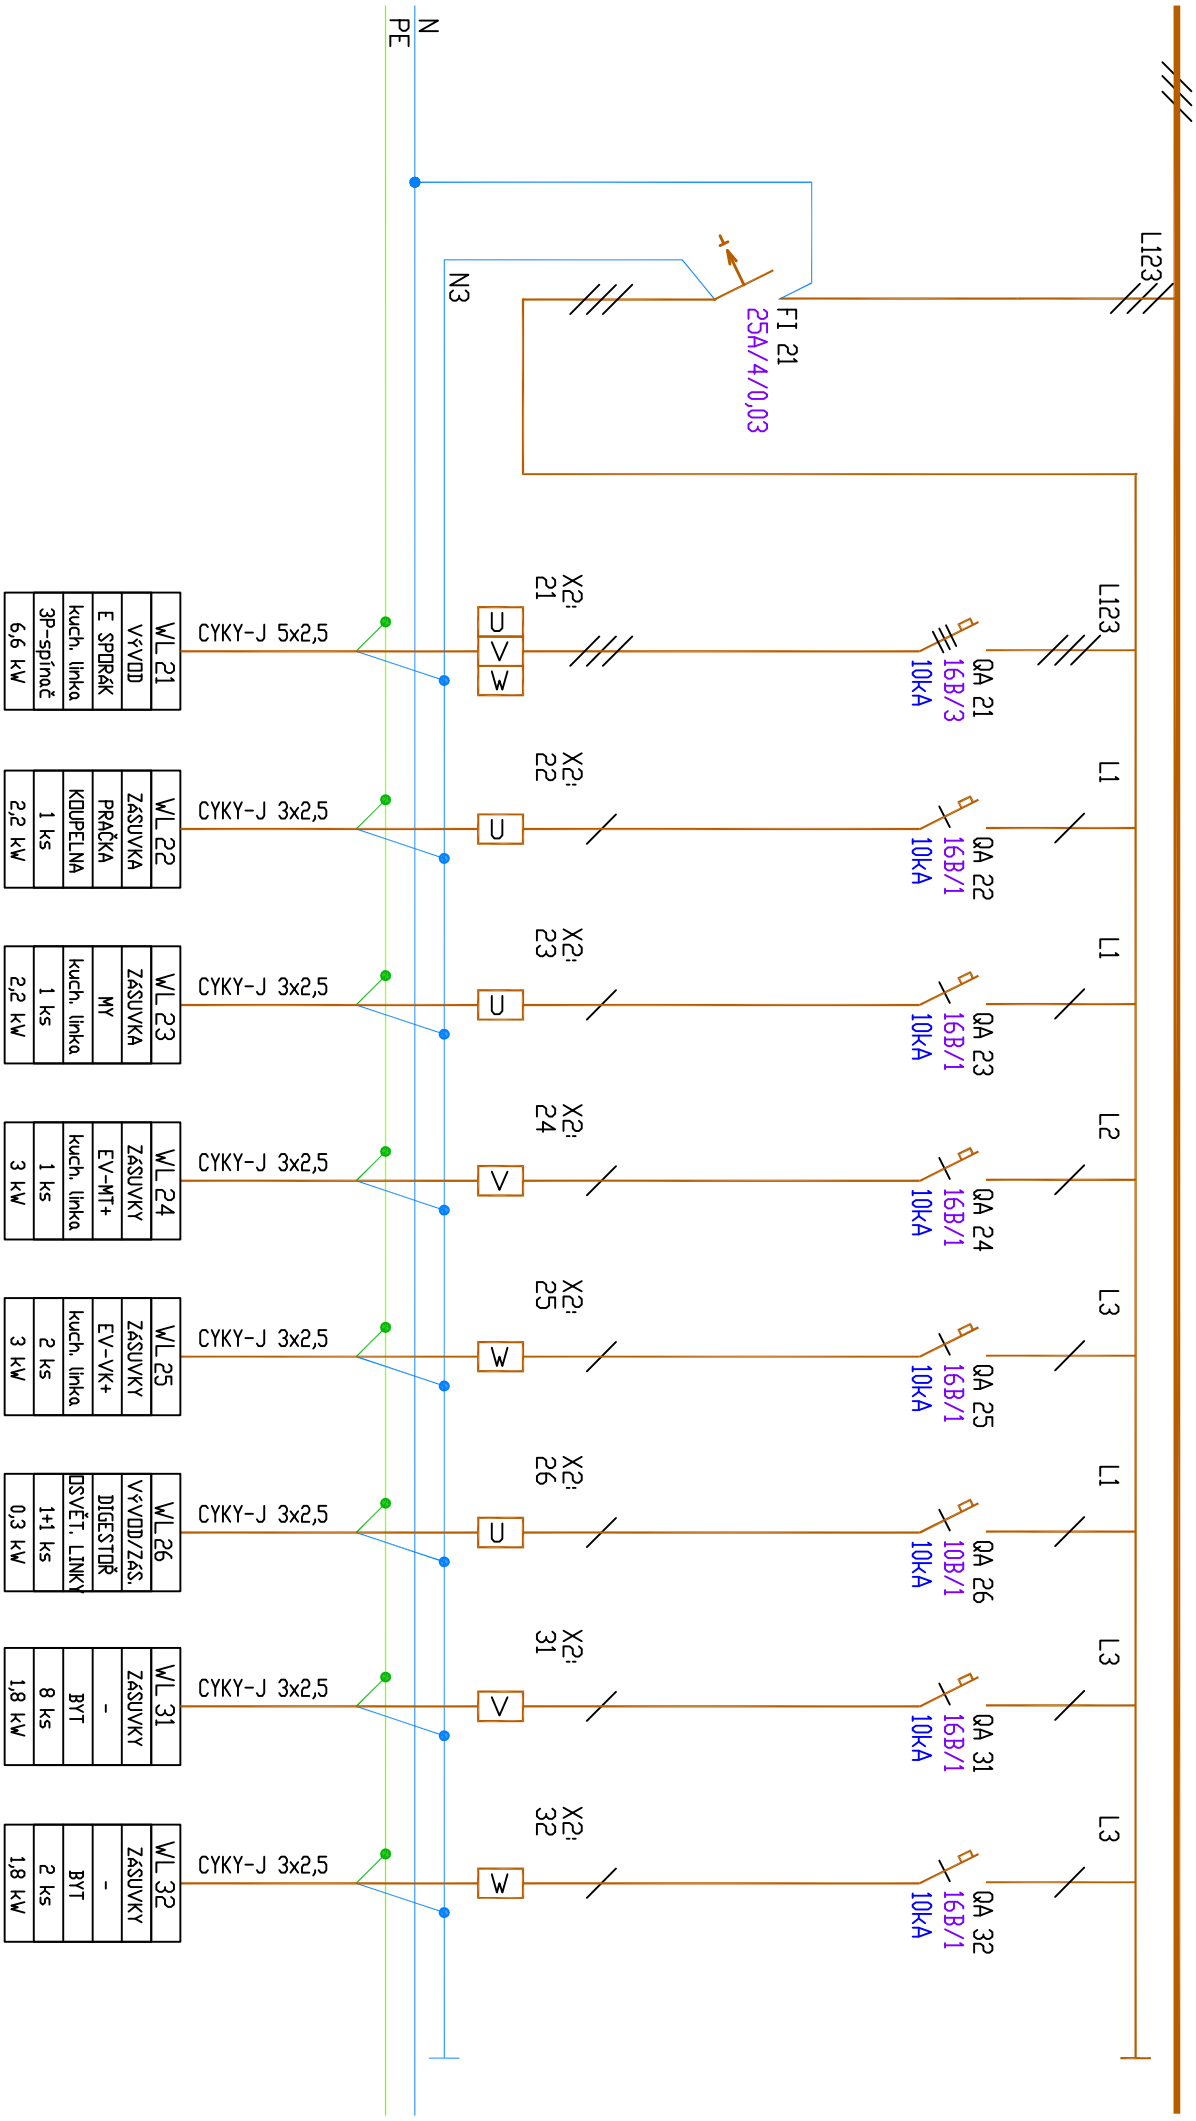 L123
FI 21
25A/4/0,03
N
PE
N3
L123
QA 21
16B/3
10kA
X2:
21
U
V
W
CYKY-J 5x2,5
WL 21
VÝVOD
E SPORÁK
kuch. linka
3P-spínač
6,6 kW
L1
QA 22
16B/1
10kA
X2:
22
U
CYKY-J 3x2,5
WL 22
ZÁSUVKA
PRAČKA
KOUPELNA
1 ks
2,2 kW
L1
QA 23
16B/1
10kA
X2:
23
U
CYKY-J 3x2,5
WL 23
ZÁSUVKA
MY
kuch. linka
1 ks
2,2 kW
L2
QA 24
16B/1
10kA
X2:
24
V
CYKY-J 3x2,5
WL 24
ZÁSUVKY
EV-MT+
kuch. linka
1 ks
3 kW
L3
QA 25
16B/1
10kA
X2:
25
W
CYKY-J 3x2,5
WL 25
ZÁSUVKY
EV-VK+
kuch. linka
2 ks
3 kW
L1
QA 26
10B/1
10kA
X2:
26
U
CYKY-J 3x2,5
WL 26
VÝVOD/ZÁS.
DIGESTOŘ
OSVĚT. LINKY
1+1 ks
0,3 kW
L3
QA 31
16B/1
10kA
X2:
31
V
CYKY-J 3x2,5
WL 31
ZÁSUVKY
-
BYT
8 ks
1,8 kW
L3
QA 32
16B/1
10kA
X2:
32
W
CYKY-J 3x2,5
WL 32
ZÁSUVKY
-
BYT
2 ks
1,8 kW